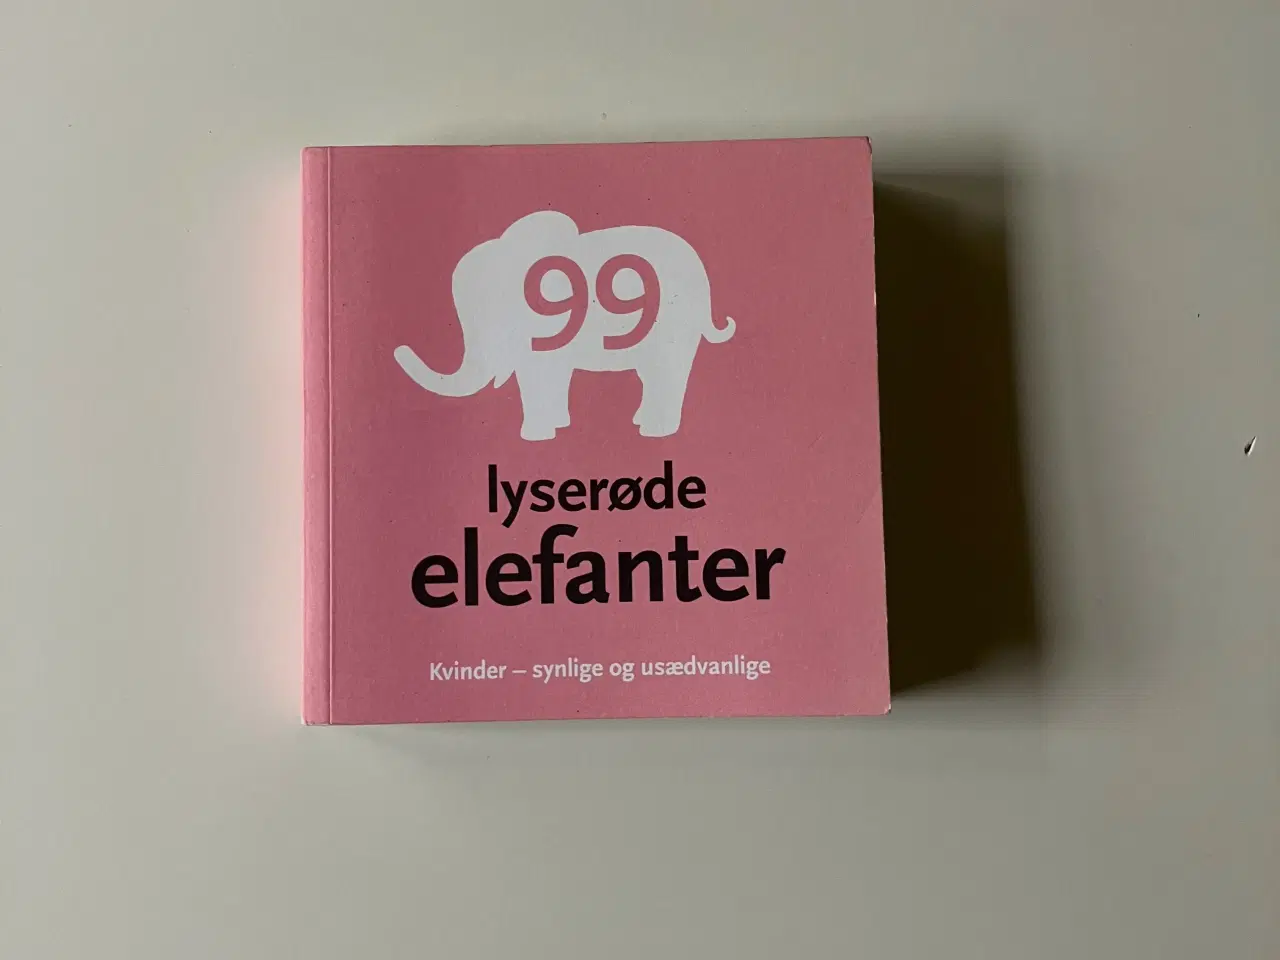 99
lyserøde
elefanter
Kvinder – synlige og usædvanlige